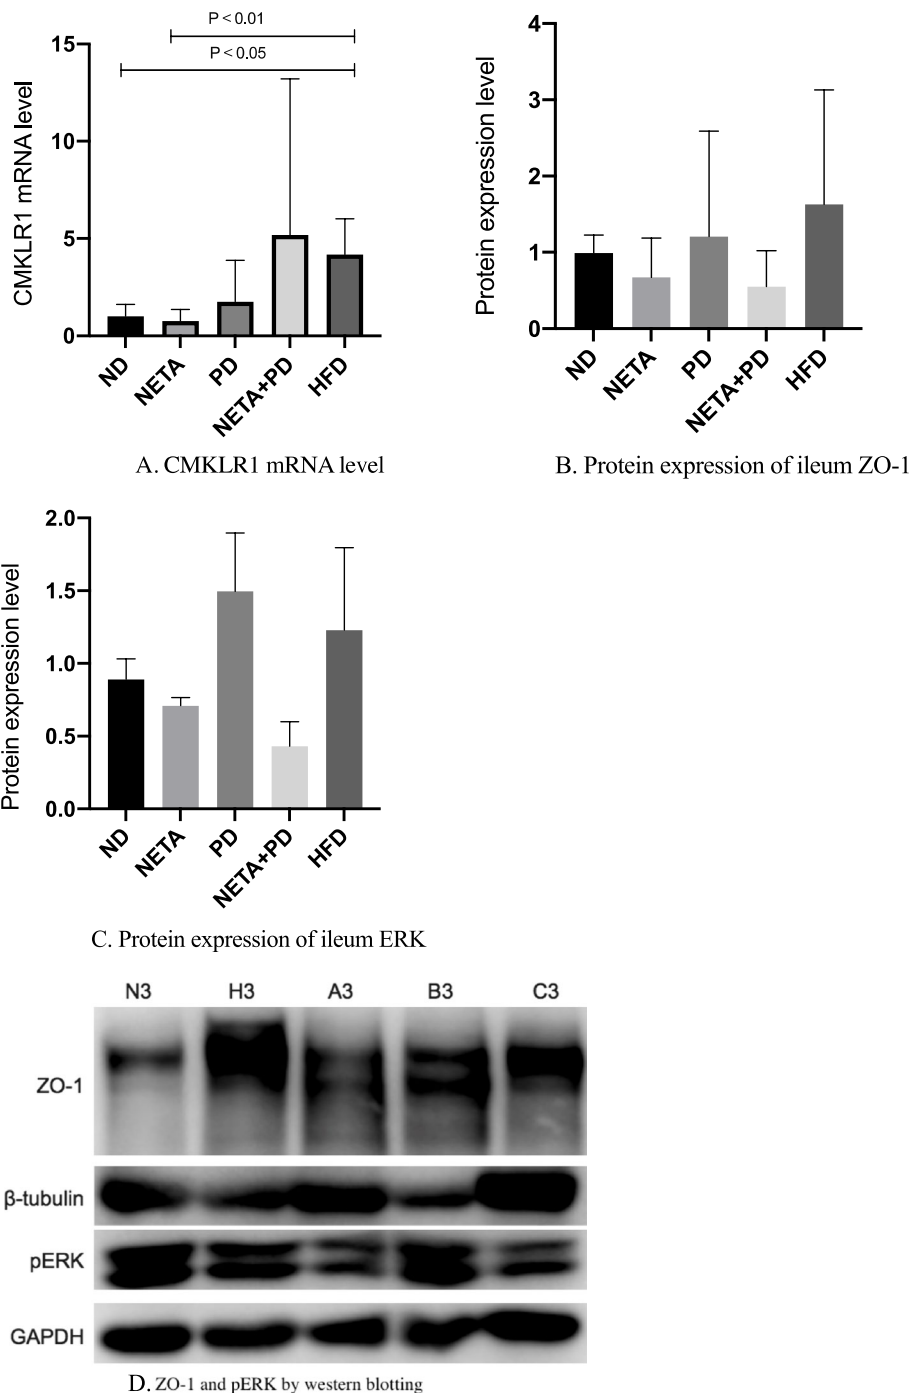 P < 0.01
P < 0.05
CMKLR1 mRNA level
15
10
5
0
ND
NETA
PD
NETA+PD
HFD
A. CMKLR1 mRNA level
Protein expression level
4
3
2
1
0
ND
NETA
PD
NETA+PD
HFD
B. Protein expression of ileum ZO-1
Protein expression level
2.0
1.5
1.0
0.5
0.0
ND
NETA
PD
NETA+PD
HFD
C. Protein expression of ileum ERK
N3 H3 A3 B3 C3
ZO-1
β-tubulin
pERK
GAPDH
D. ZO-1 and pERK by western blotting